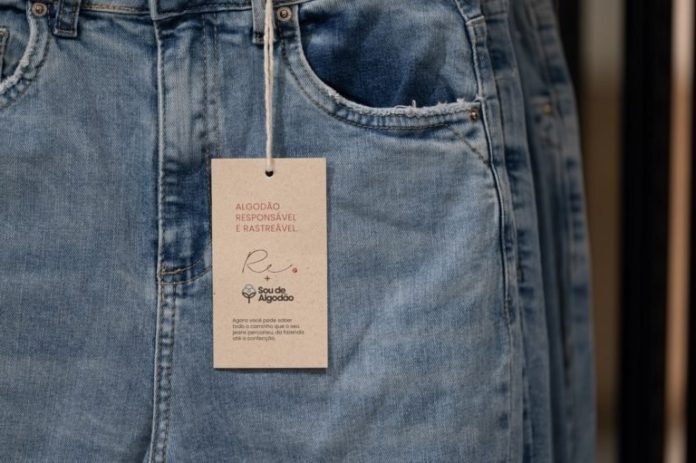 ALGODÃO
RESPONSÁVEL
E RASTREÁVEL.
Re.
+
Sou de
Algodão
Agora você pode saber
todo o caminho que o seu
jeans percorreu, da fazenda
até a confecção.